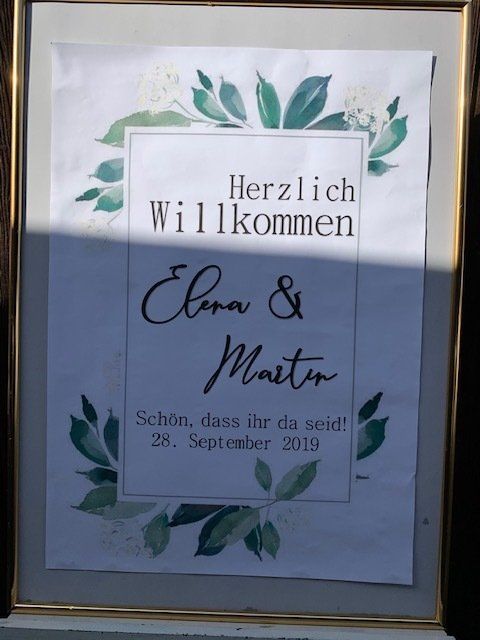 Herzlich
Willkommen
Elena &
Martin
Schön, dass ihr da seid!
28. September 2019